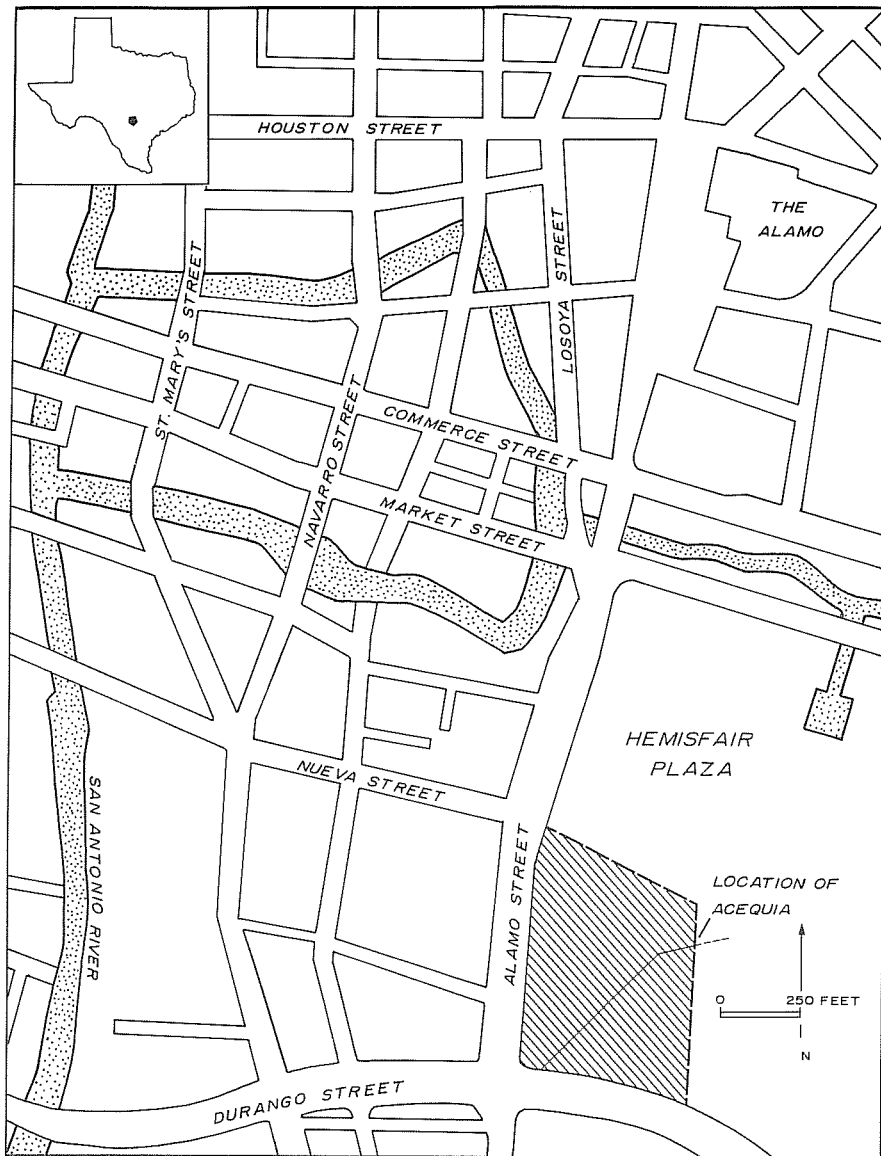 HOUSTON STREET
THE
ALAMO
LOSOYA STREET
ST. MARY'S STREET
NAVARRO STREET
COMMERCE STREET
MARKET STREET
HEMISFAIR
PLAZA
NUEVA STREET
SAN ANTONIO RIVER
ALAMO STREET
LOCATION OF
ACEQUIA
0 250 FEET
N
DURANGO STREET